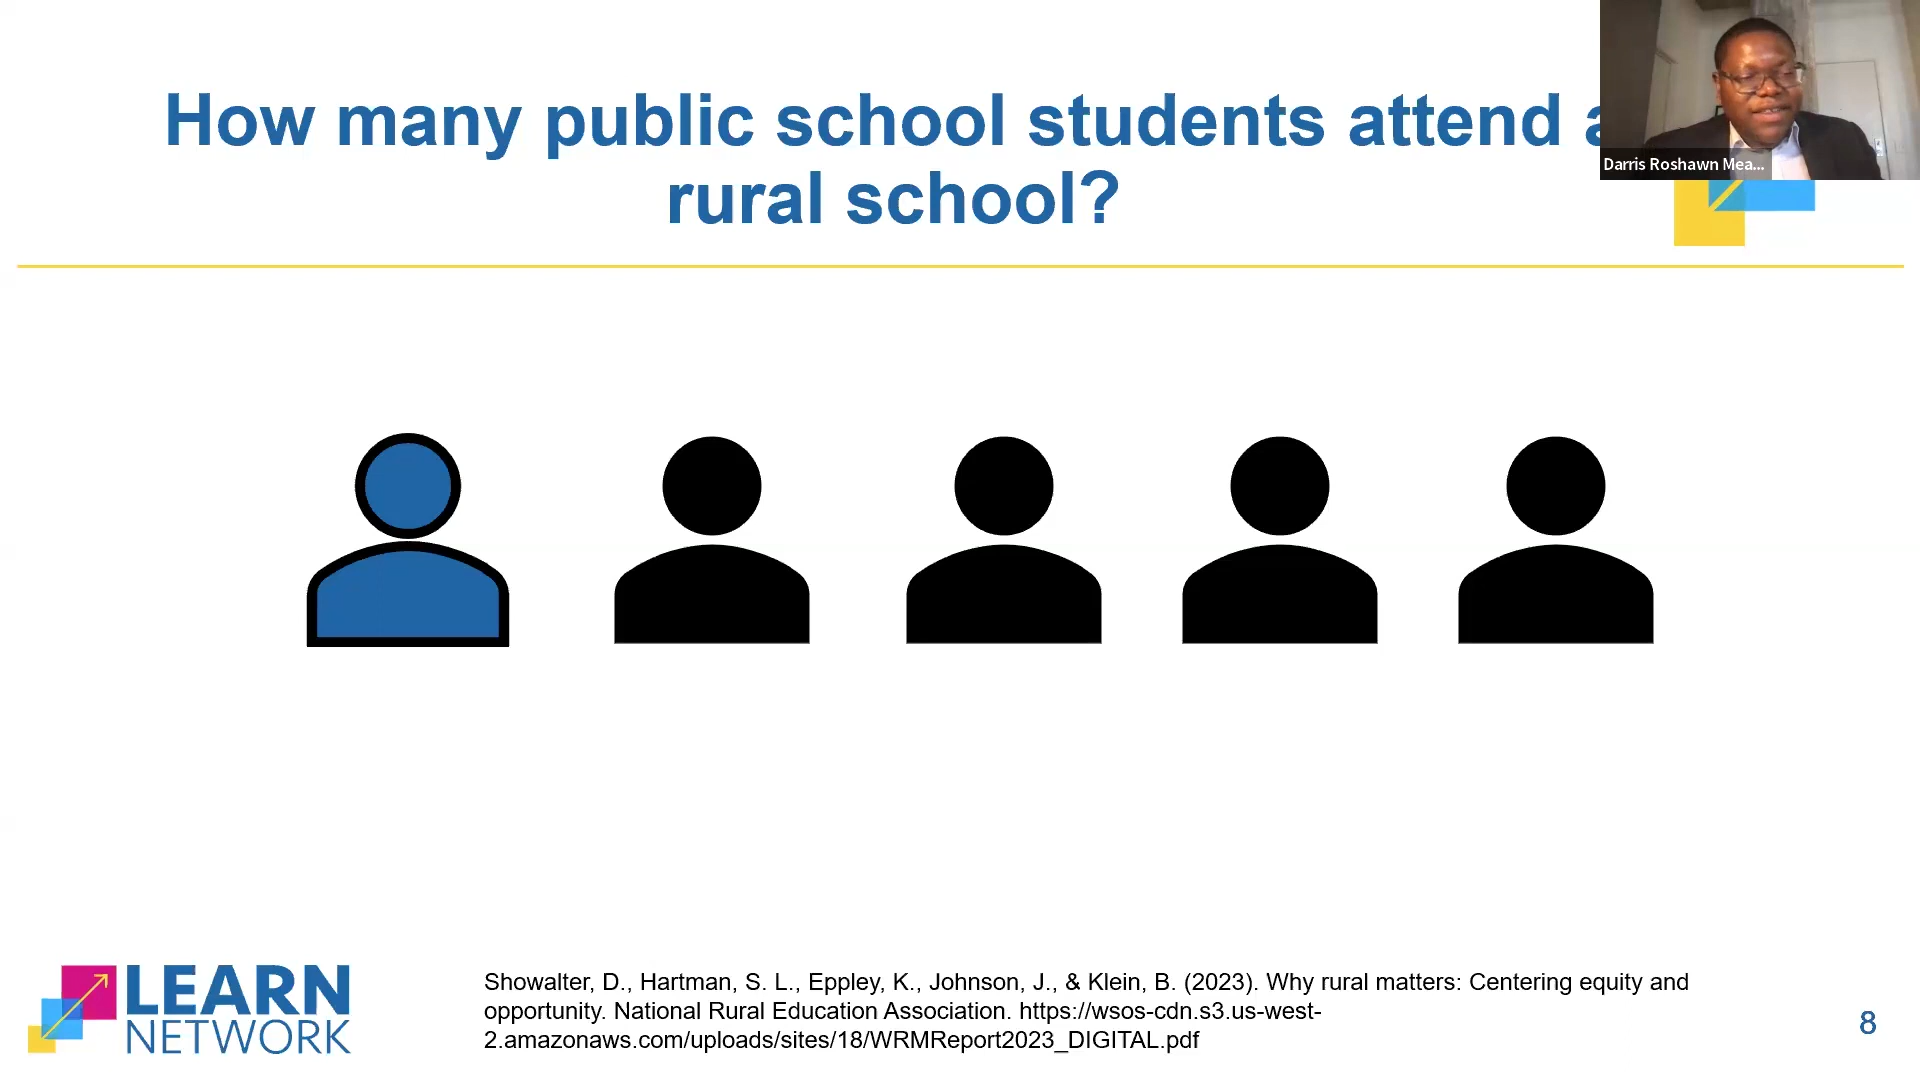 How many public school students attend a
rural school?
Darris Roshawn Mea...
LEARN
NETWORK
Showalter, D., Hartman, S. L., Eppley, K., Johnson, J., & Klein, B. (2023). Why rural matters: Centering equity and
opportunity. National Rural Education Association. https://wsos-cdn.s3.us-west-
2.amazonaws.com/uploads/sites/18/WRMReport2023_DIGITAL.pdf
8